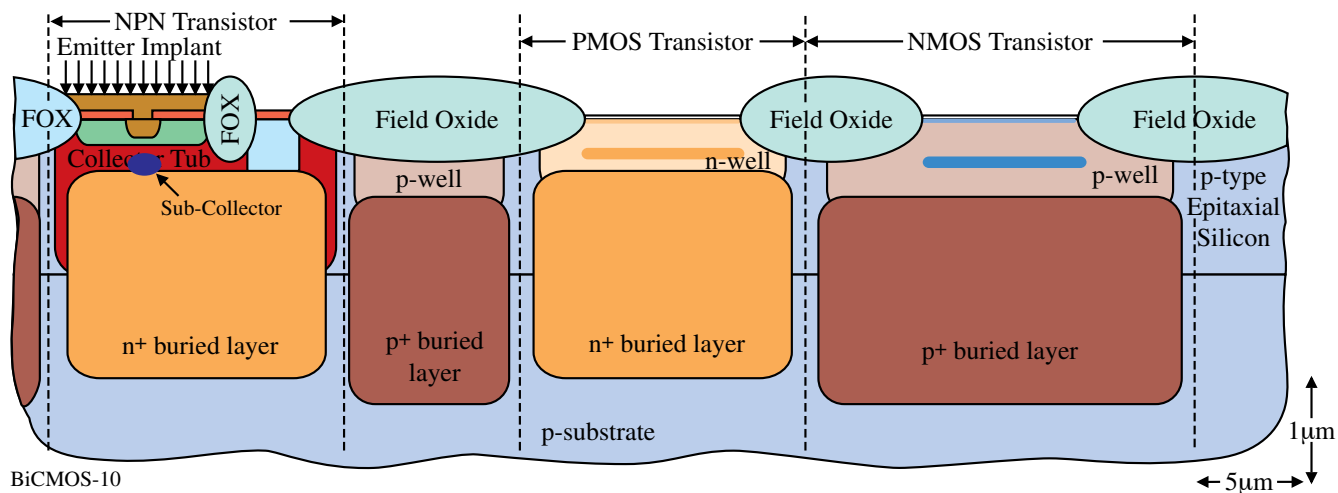 NPN Transistor
Emitter Implant
PMOS Transistor
NMOS Transistor
FOX
FOX
Field Oxide
Field Oxide
Field Oxide
Collector Tub
Sub-Collector
p-well
n-well
p-well
p-type
Epitaxial
Silicon
n+ buried layer
p+ buried
layer
n+ buried layer
p+ buried layer
p-substrate
1μm
5μm
BiCMOS-10